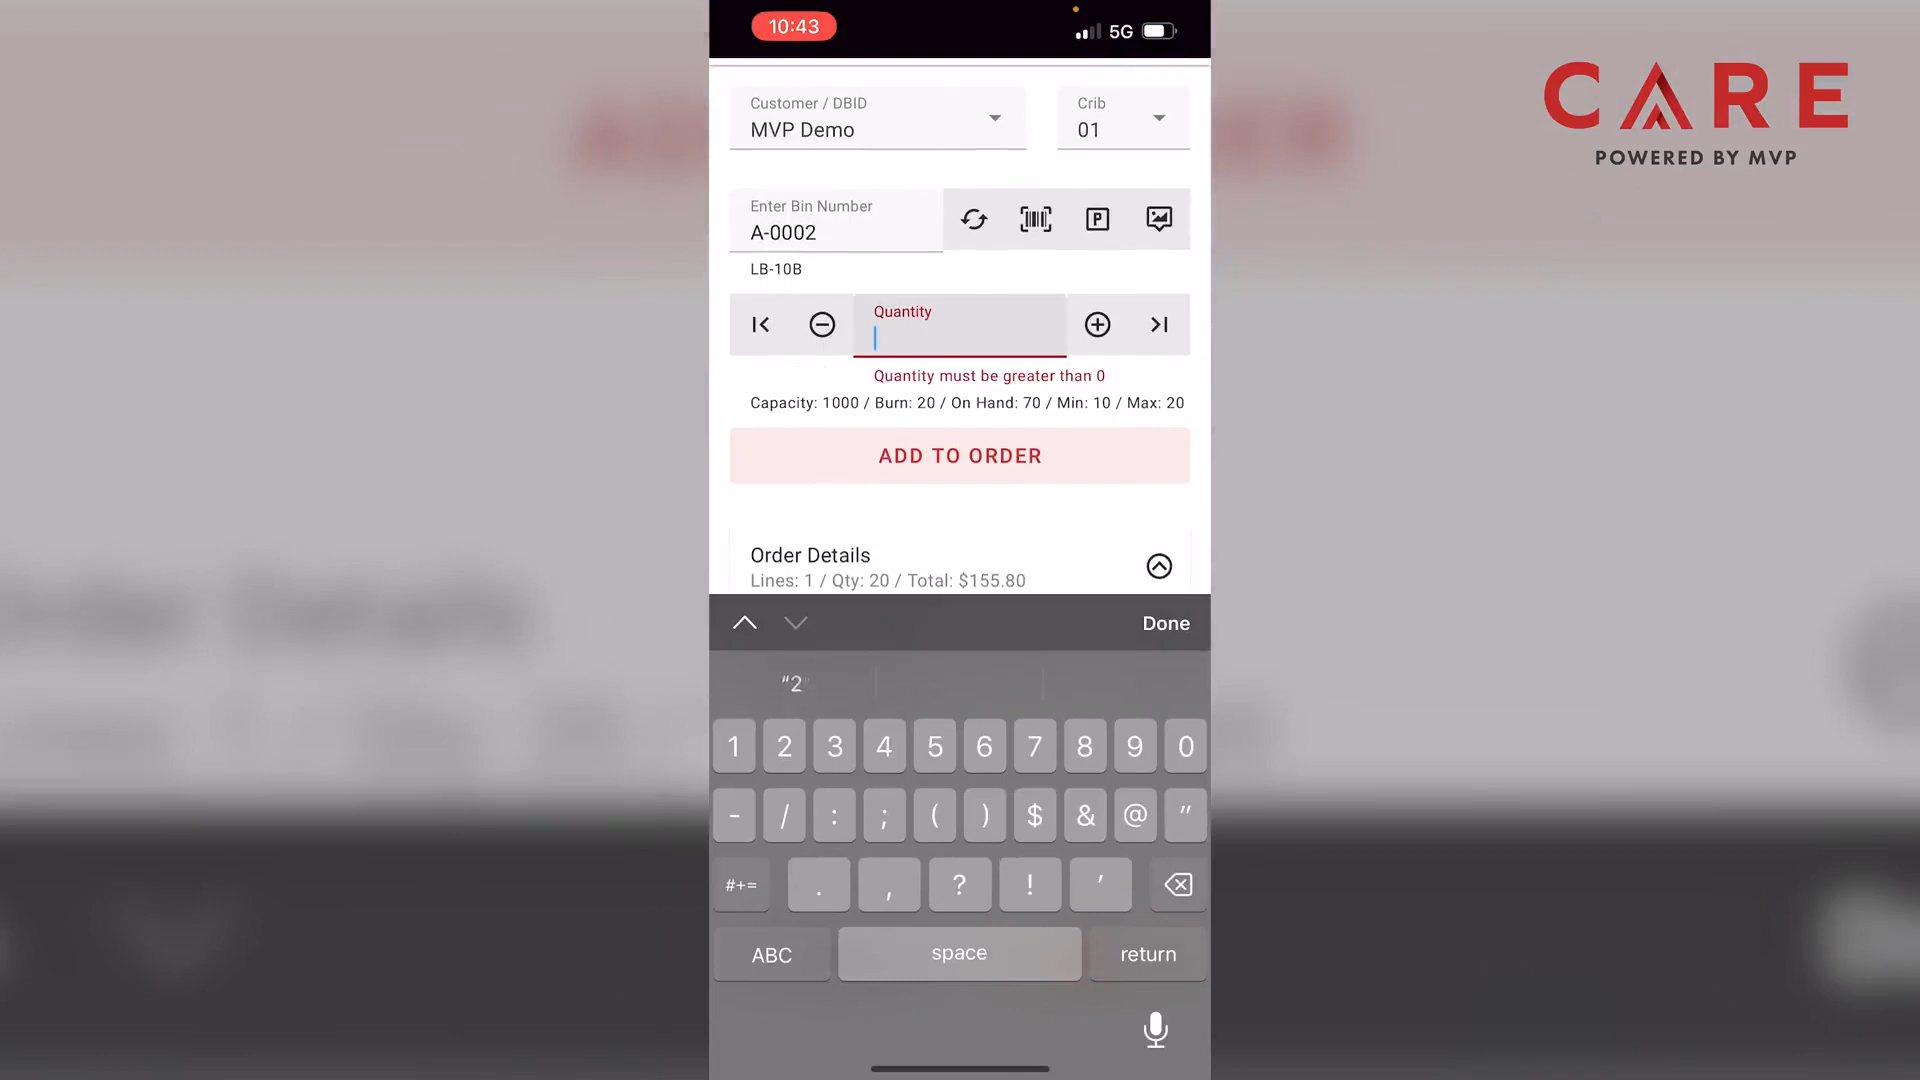 10:43
5G
CARE
POWERED BY MVP
Customer / DBID
MVP Demo
Crib
01
Enter Bin Number
A-0002
P
LB-10B
Quantity
Quantity must be greater than 0
Capacity: 1000 / Burn: 20 / On Hand: 70 / Min: 10 / Max: 20
ADD TO ORDER
Order Details
Lines: 1 / Qty: 20 / Total: $155.80
Done
“2”
1 2 3 4 5 6 7 8 9 0
- / : ; ( ) $ & @ "
#+= . , ? ! '
ABC space return